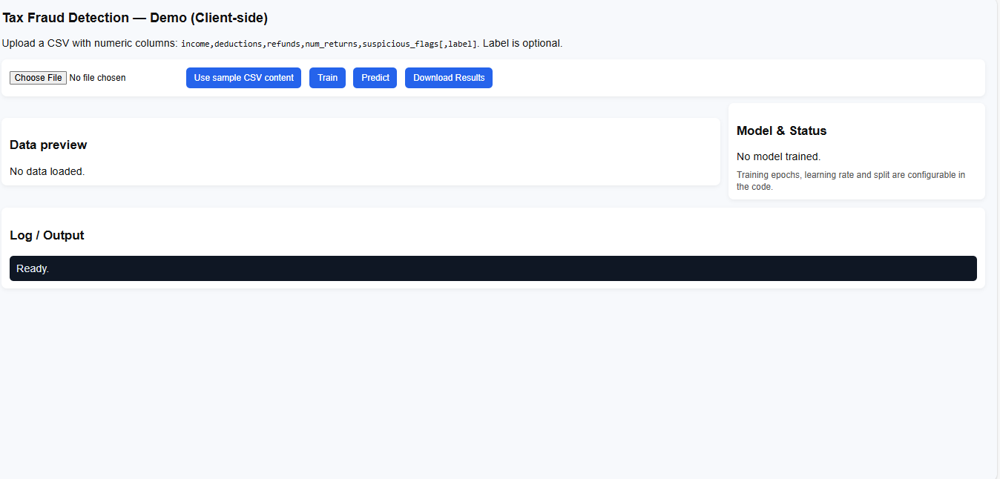 Tax Fraud Detection — Demo (Client-side)
Upload a CSV with numeric columns: income,deductions,refunds,num_returns,suspicious_flags[,label]. Label is optional.
Choose File No file chosen Use sample CSV content Train Predict Download Results
Data preview
No data loaded.
Model & Status
No model trained.
Training epochs, learning rate and split are configurable in
the code.
Log / Output
Ready.